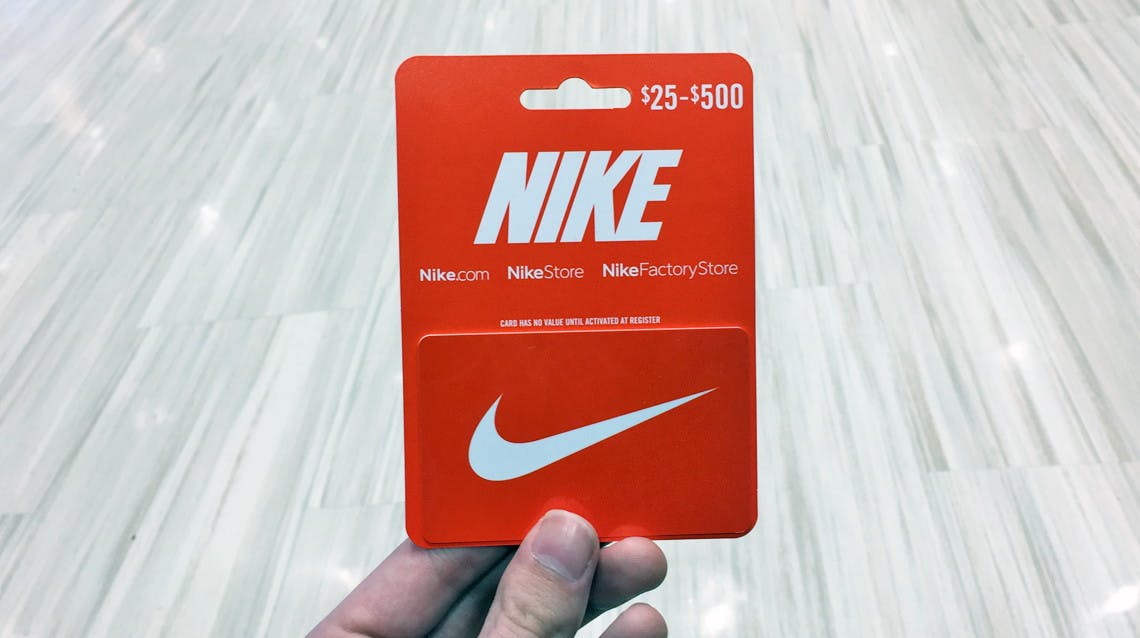 $25-$500
NIKE
Nike.com NikeStore NikeFactoryStore
CARD HAS NO VALUE UNTIL ACTIVATED AT REGISTER